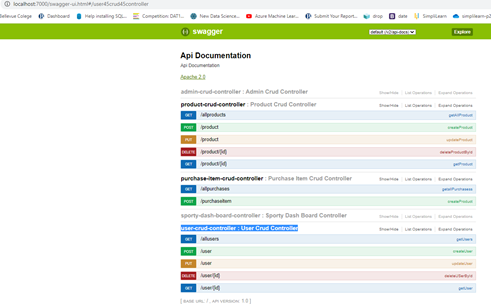 localhost:7000/swagger-ui.html#/user45crud45controller
Bellevue College Dashboard Help installing SQL... Competition: DAT1... New Data Science... Azure Machine Lear... Submit Your Report... drop date SimpliLearn simplilearn-p2
swagger default (/v2/api-docs) Explore
Api Documentation
Api Documentation
Apache 2.0
admin-crud-controller : Admin Crud Controller Show/Hide List Operations Expand Operations
product-crud-controller : Product Crud Controller Show/Hide List Operations Expand Operations
GET /allproducts
POST /product createProduct
PUT /product updateProduct
DELETE /product/{id} deleteProductById
GET /product/{id} getProduct
purchase-item-crud-controller : Purchase Item Crud Controller Show/Hide List Operations Expand Operations
GET /allpurchases
POST /purchaseitem createProduct
sporty-dash-board-controller : Sporty Dash Board Controller Show/Hide List Operations Expand Operations
user-crud-controller : User Crud Controller Show/Hide List Operations Expand Operations
GET /allusers getUsers
POST /user createUser
PUT /user updateUser
DELETE /user/{id} deleteUserById
GET /user/{id} getUser
[ BASE URL: / , API VERSION: 1.0 ]